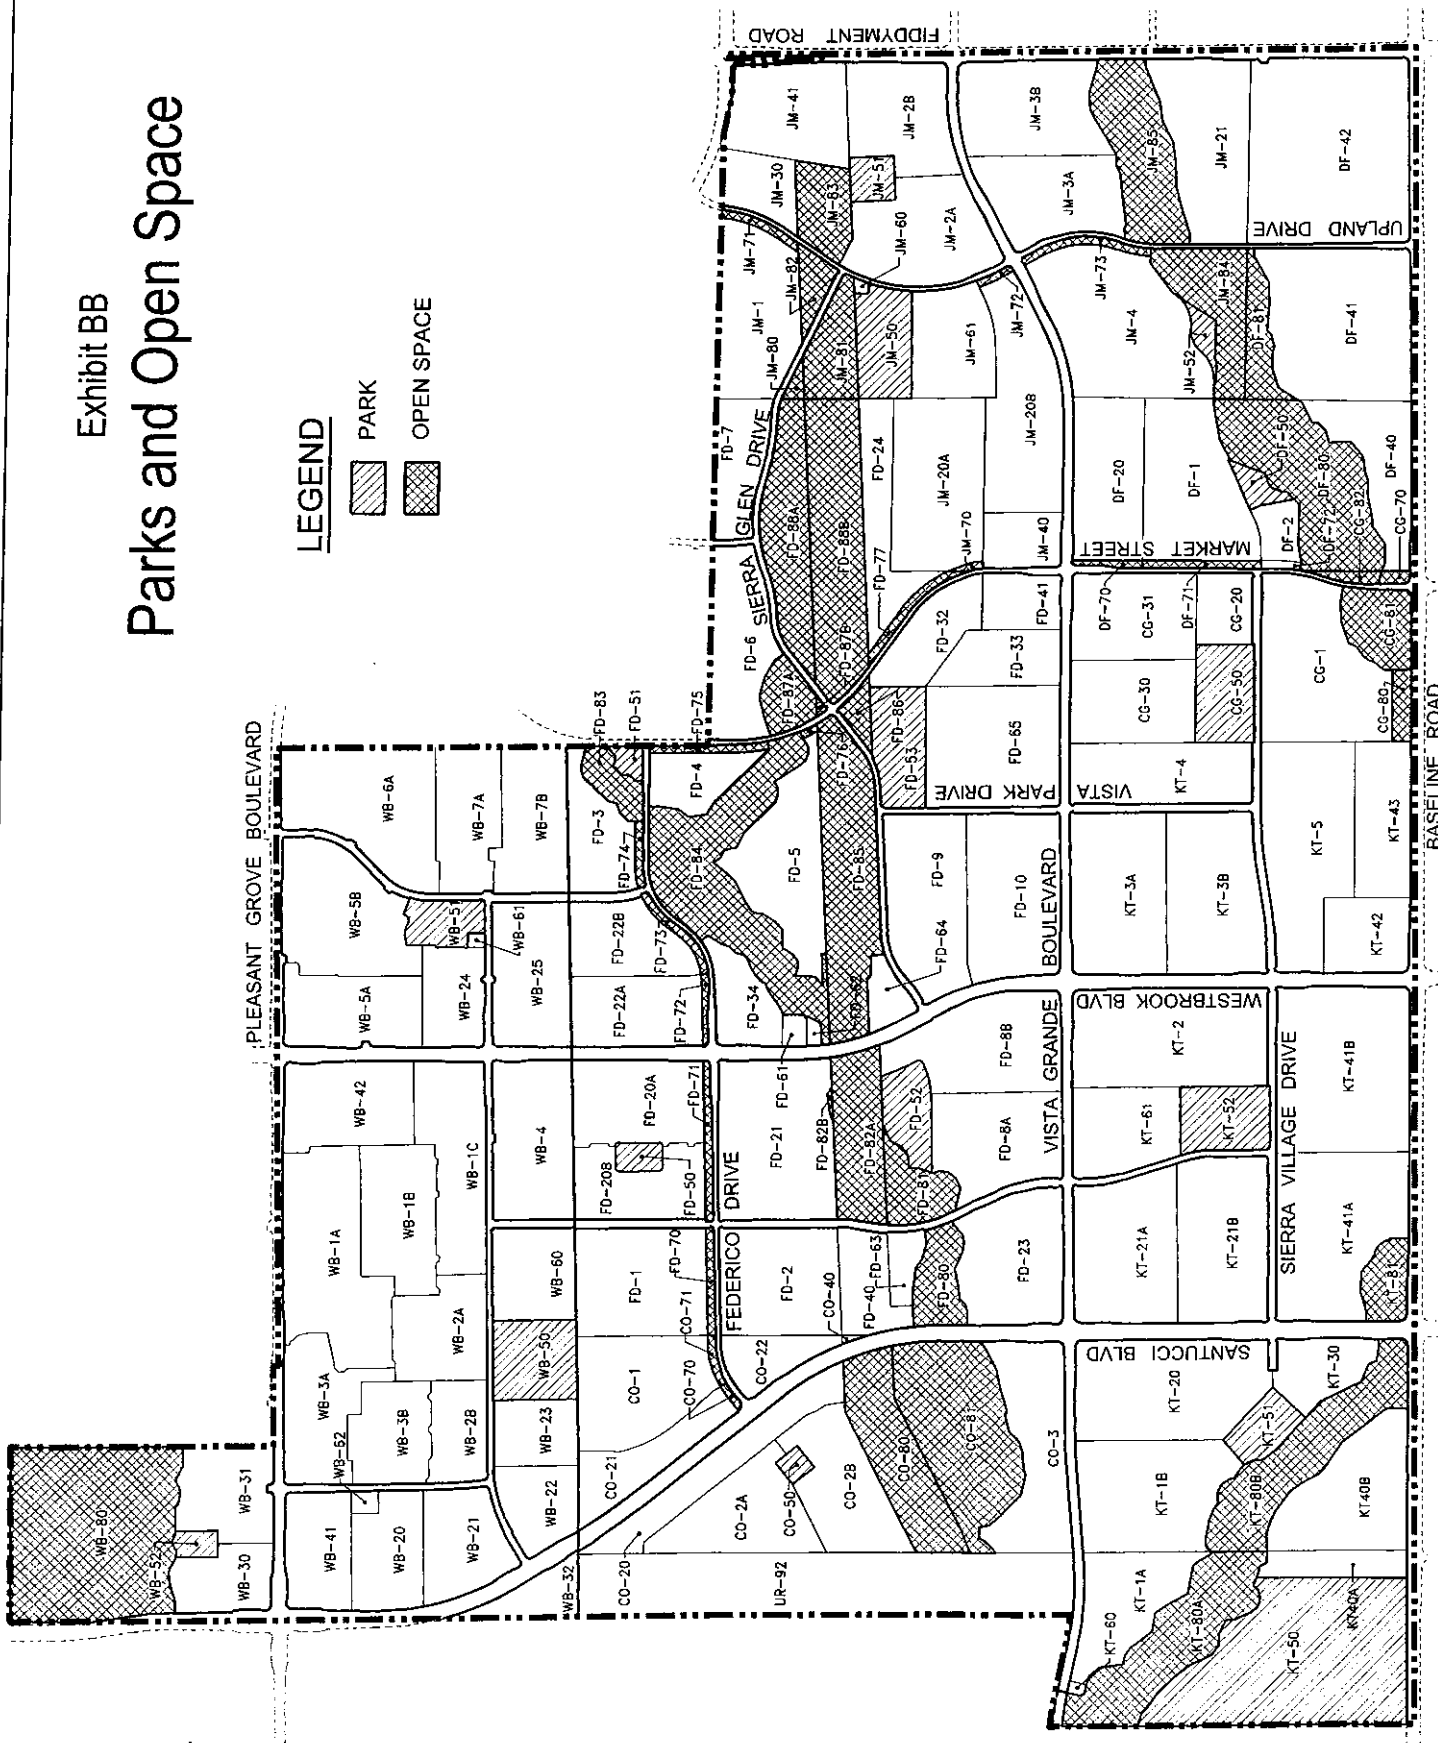 Exhibit BB
Parks and Open Space
LEGEND
PARK
OPEN SPACE
FIDDYMENT ROAD
PLEASANT GROVE BOULEVARD
BASELINE ROAD
SIERRA GLEN DRIVE
UPLAND DRIVE
MARKET STREET
VISTA GRANDE BOULEVARD
PARK DRIVE VISTA
WESTBROOK BLVD
SIERRA VILLAGE DRIVE
SANTUCCI BLVD
FEDERICO DRIVE
JM-41
JM-2B
JM-3B
JM-85
JM-21
DF-42
JM-30
JM-83
JM-51
JM-60
JM-2A
JM-3A
JM-71
JM-82
JM-1
JM-80
JM-81
JM-50
JM-61
JM-72
JM-73
JM-4
JM-84
JM-52
DF-81
DF-41
FD-7
FD-88A
FD-88B
FD-24
JM-20A
JM-20B
DF-20
DF-1
DF-50
DF-80
DF-40
DF-2
DF-72
CG-82
CG-70
FD-77
JM-70
JM-40
FD-6
FD-87A
FD-87B
FD-32
FD-41
FD-33
DF-70
CG-31
DF-71
CG-20
CG-81
CG-1
FD-83
FD-51
FD-75
FD-76
FD-86
FD-53
FD-65
CG-30
CG-50
CG-80
WB-6A
WB-7A
WB-7B
FD-3
FD-4
FD-74
FD-84
FD-5
FD-85
FD-9
FD-10
KT-4
KT-5
KT-43
KT-3A
KT-3B
KT-42
WB-5B
WB-51
WB-61
WB-5A
WB-24
WB-25
FD-22B
FD-73
FD-22A
FD-72
FD-34
FD-62
FD-64
FD-61
WB-42
WB-1C
WB-4
FD-20A
FD-71
FD-21
FD-82B
FD-82A
FD-52
FD-8B
FD-8A
KT-2
KT-61
KT-52
KT-41B
WB-1A
WB-1B
FD-20B
FD-50
FD-81
WB-60
FD-1
FD-70
FD-2
CO-40
FD-40
FD-63
FD-80
FD-23
KT-21A
KT-21B
KT-41A
KT-81
WB-3A
WB-2A
WB-50
CO-71
CO-1
CO-70
CO-22
WB-62
WB-3B
WB-2B
WB-23
CO-21
CO-2B
CO-80
CO-81
CO-3
KT-20
KT-30
KT-51
WB-80
WB-31
WB-52
WB-30
WB-41
WB-20
WB-21
WB-22
WB-32
CO-20
CO-2A
CO-50
UR-92
KT-1B
KT-80B
KT40B
KT-1A
KT-60
KT-80A
KT-50
KT40A